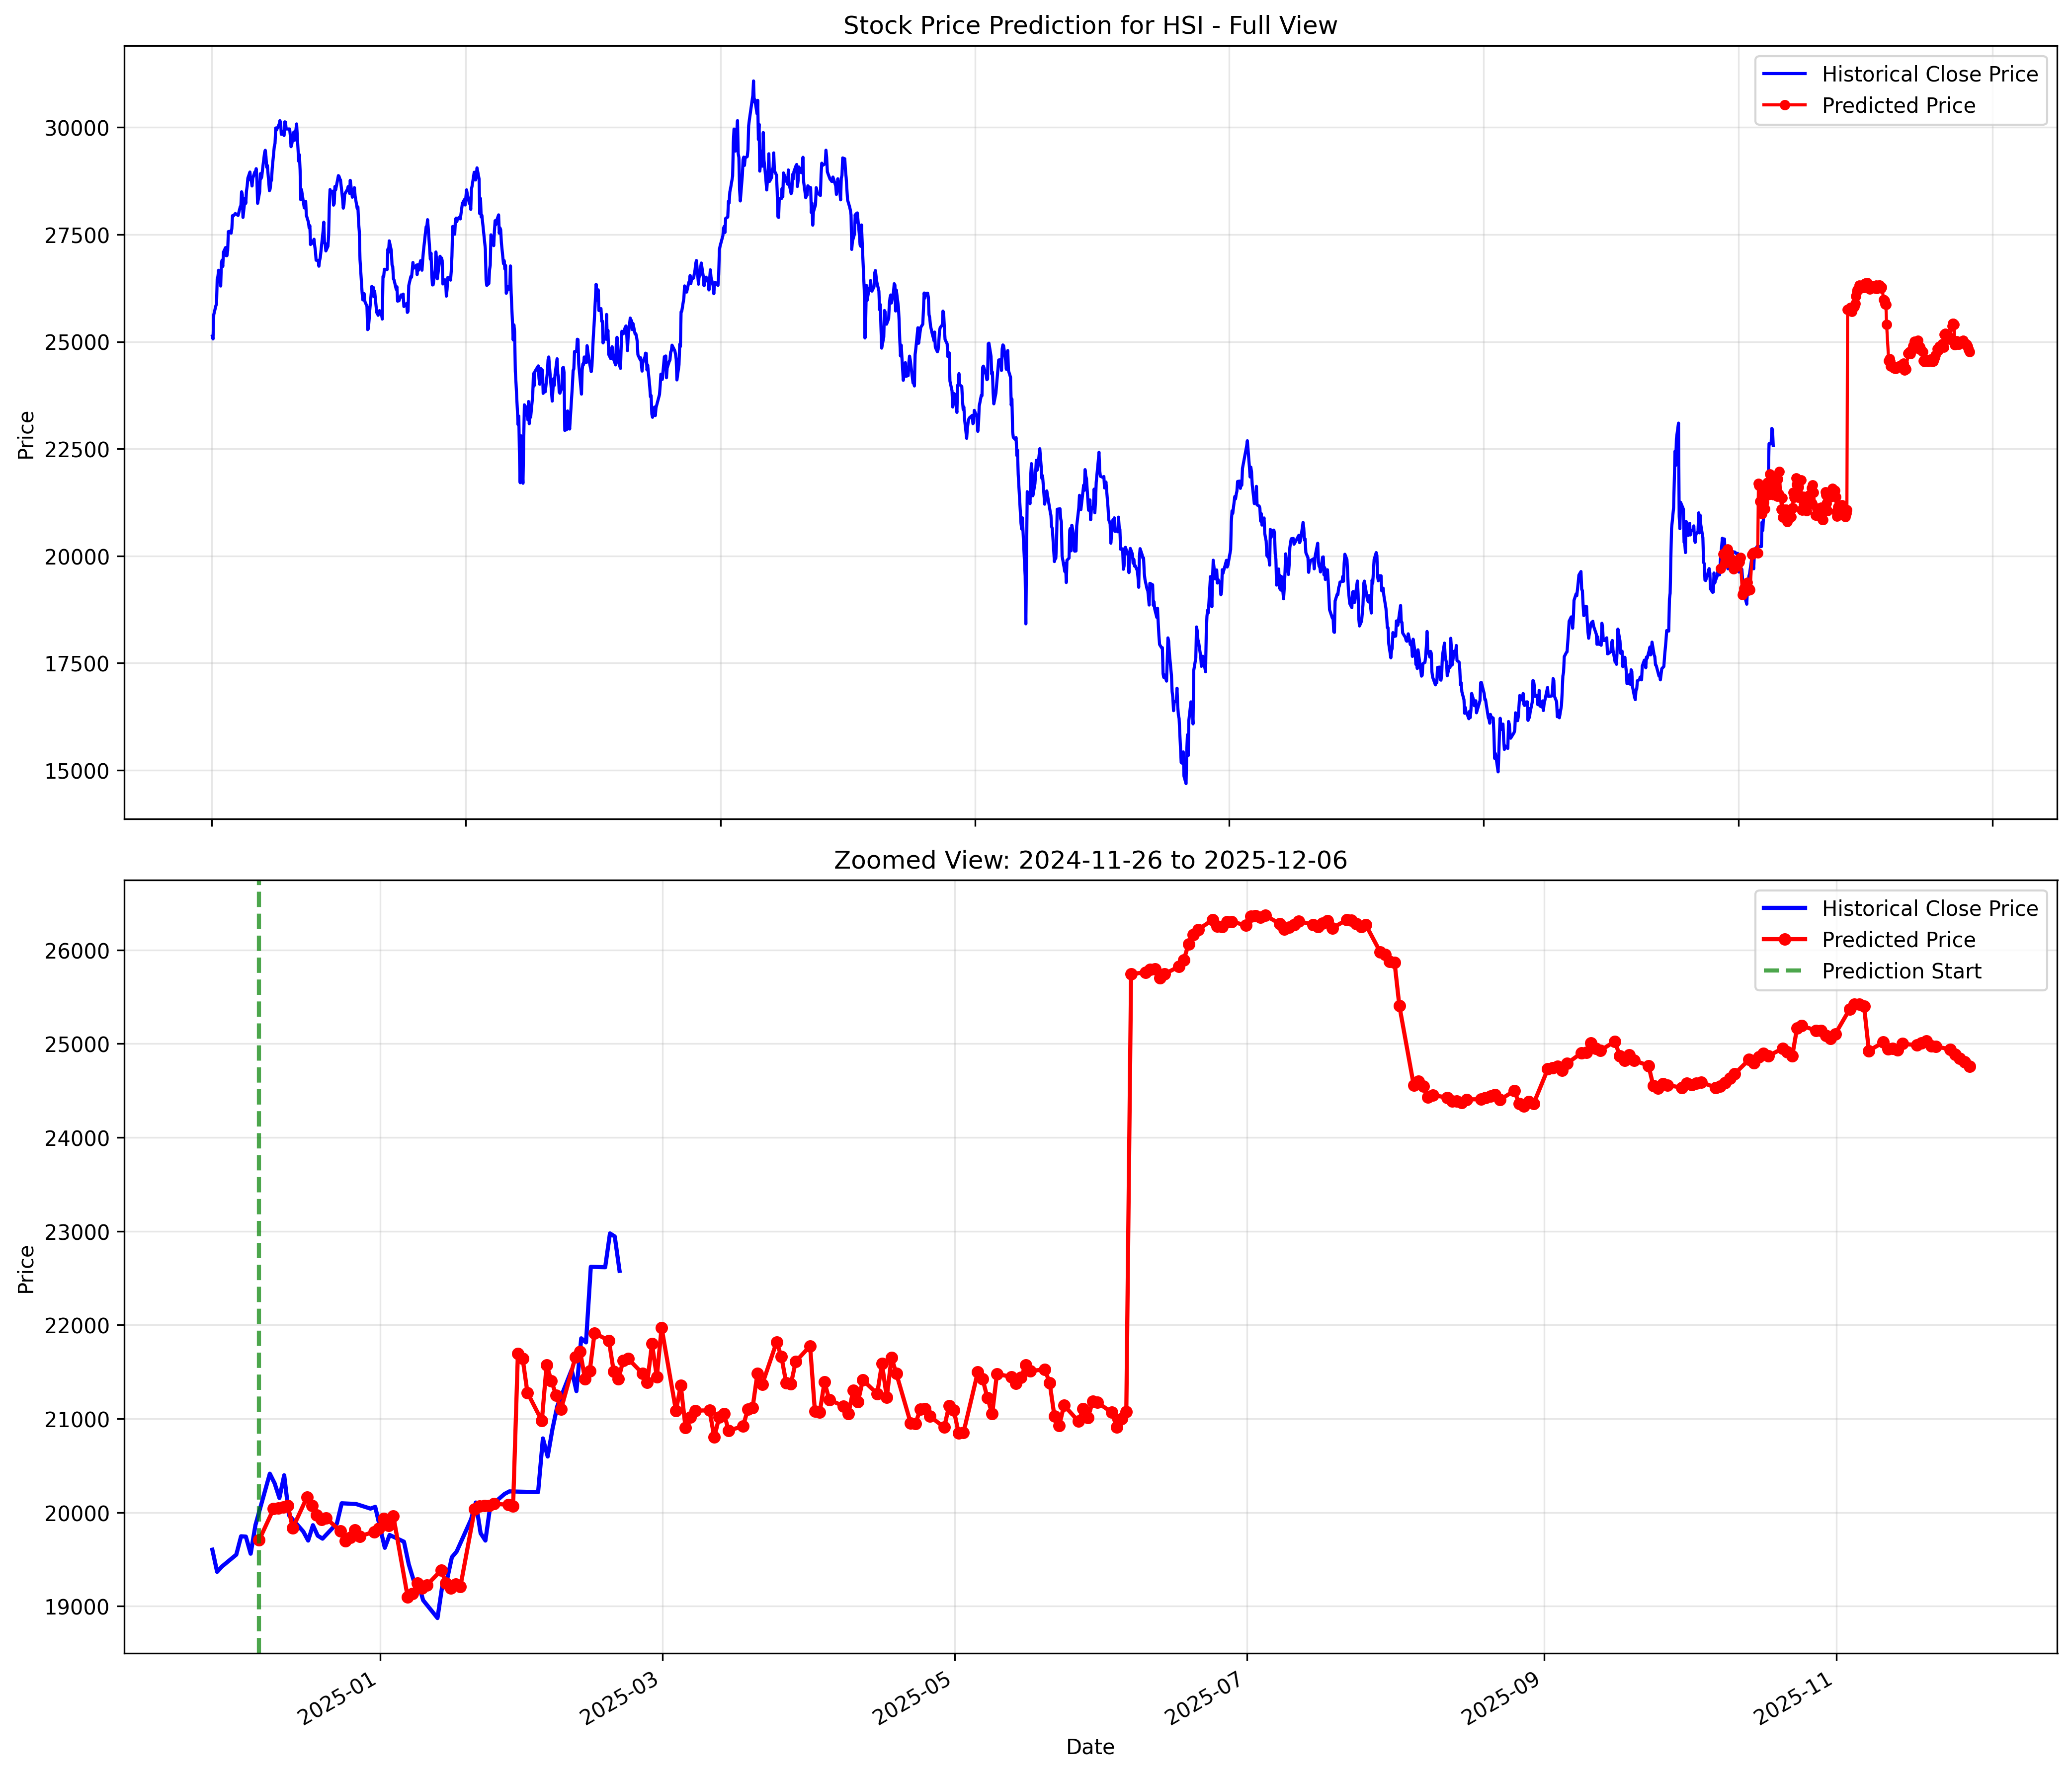 Stock Price Prediction for HSI - Full View
Historical Close Price
Predicted Price
30000
27500
25000
22500
20000
17500
15000
Price
Zoomed View: 2024-11-26 to 2025-12-06
Historical Close Price
Predicted Price
Prediction Start
26000
25000
24000
23000
22000
21000
20000
19000
Price
2025-01
2025-03
2025-05
2025-07
2025-09
2025-11
Date